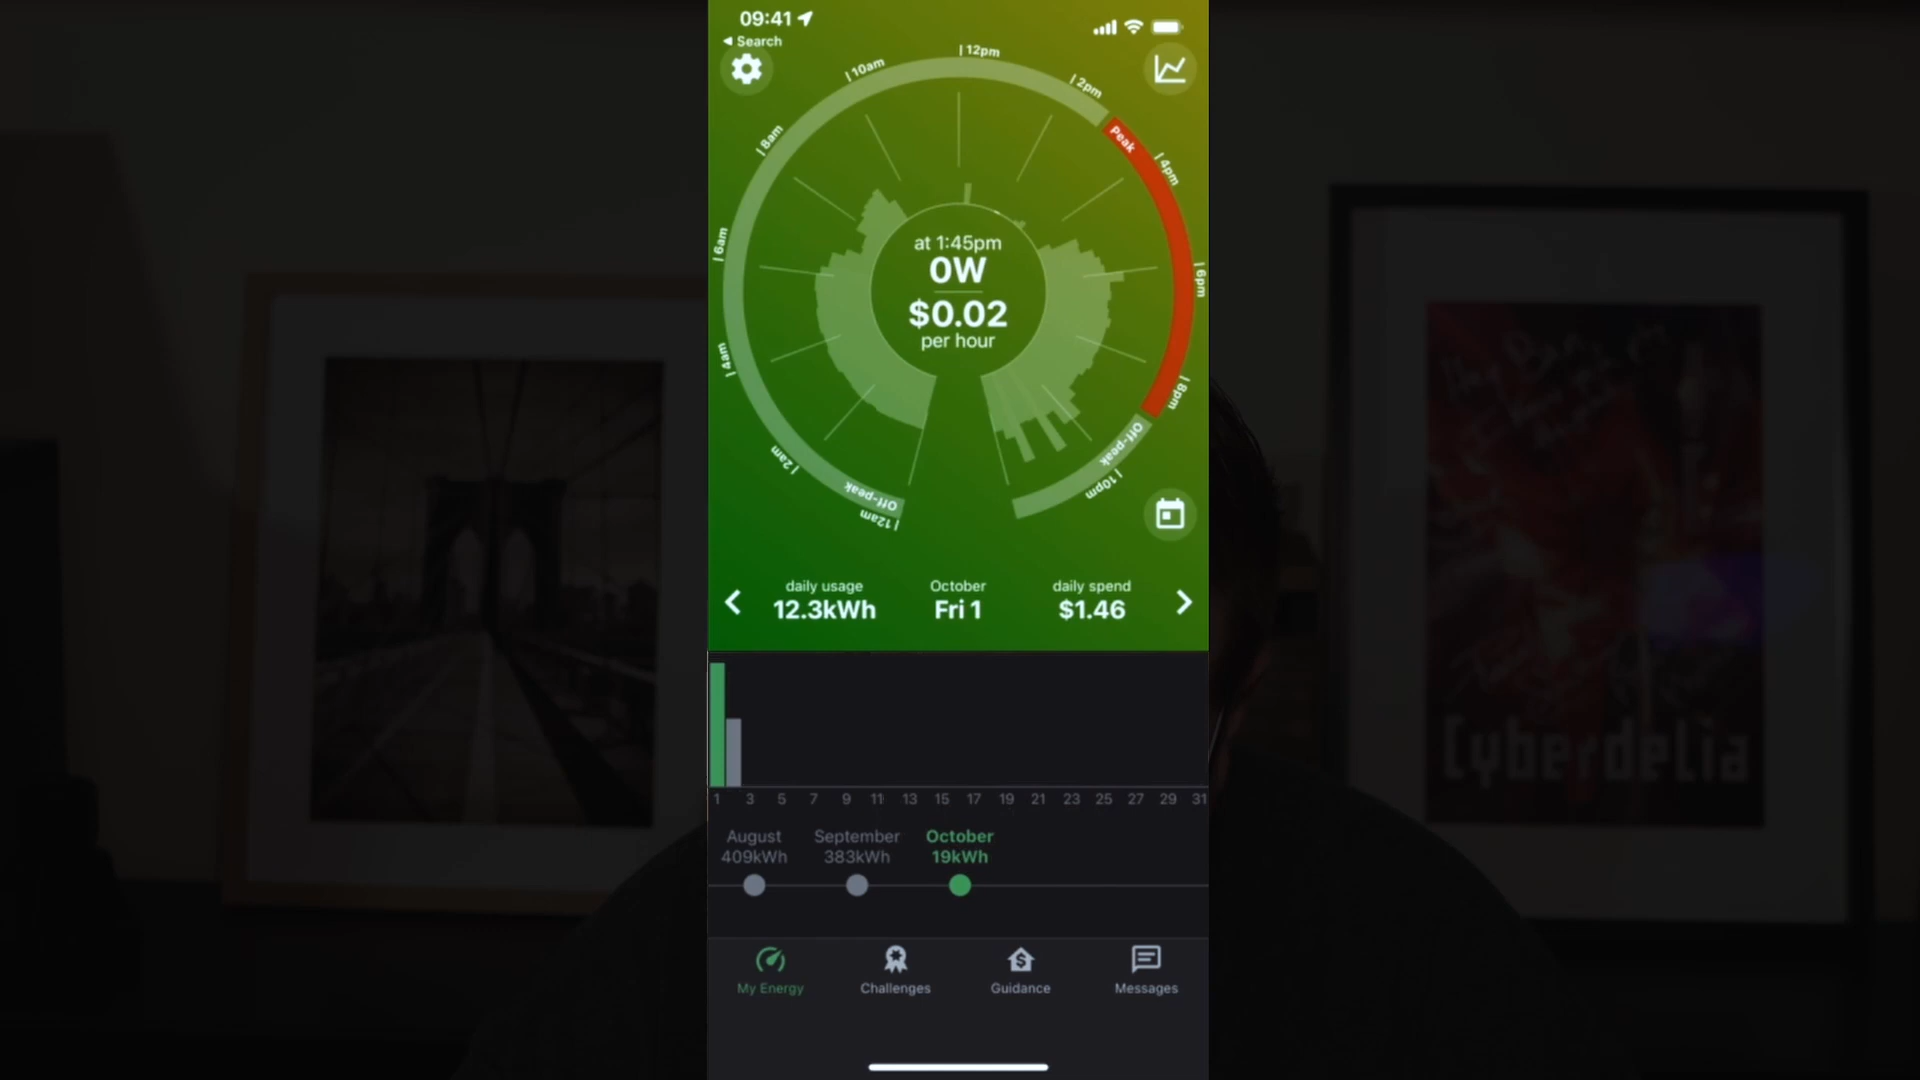 09:41
Search
12pm
10am
2pm
8am
Peak
4pm
6am
at 1:45pm
0W
$0.02
per hour
6pm
4am
8pm
Off-peak
2am
10pm
Off-peak
12am
daily usage
October
daily spend
12.3kWh
Fri 1
$1.46
Cyberdelia
1 3 5 7 9 11 13 15 17 19 21 23 25 27 29 31
August
September
October
409kWh
383kWh
19kWh
My Energy
Challenges
Guidance
Messages